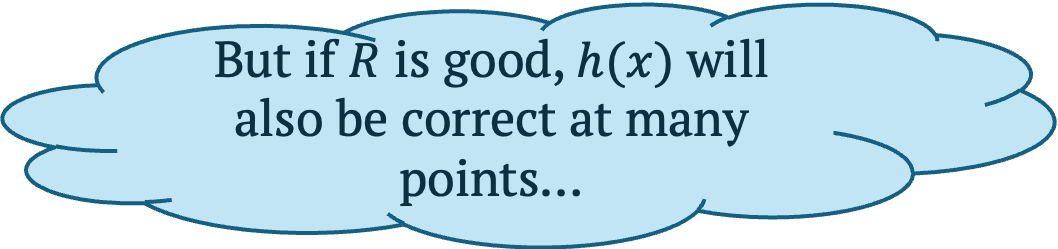 But if R is good, h(x) will
also be correct at many
points...